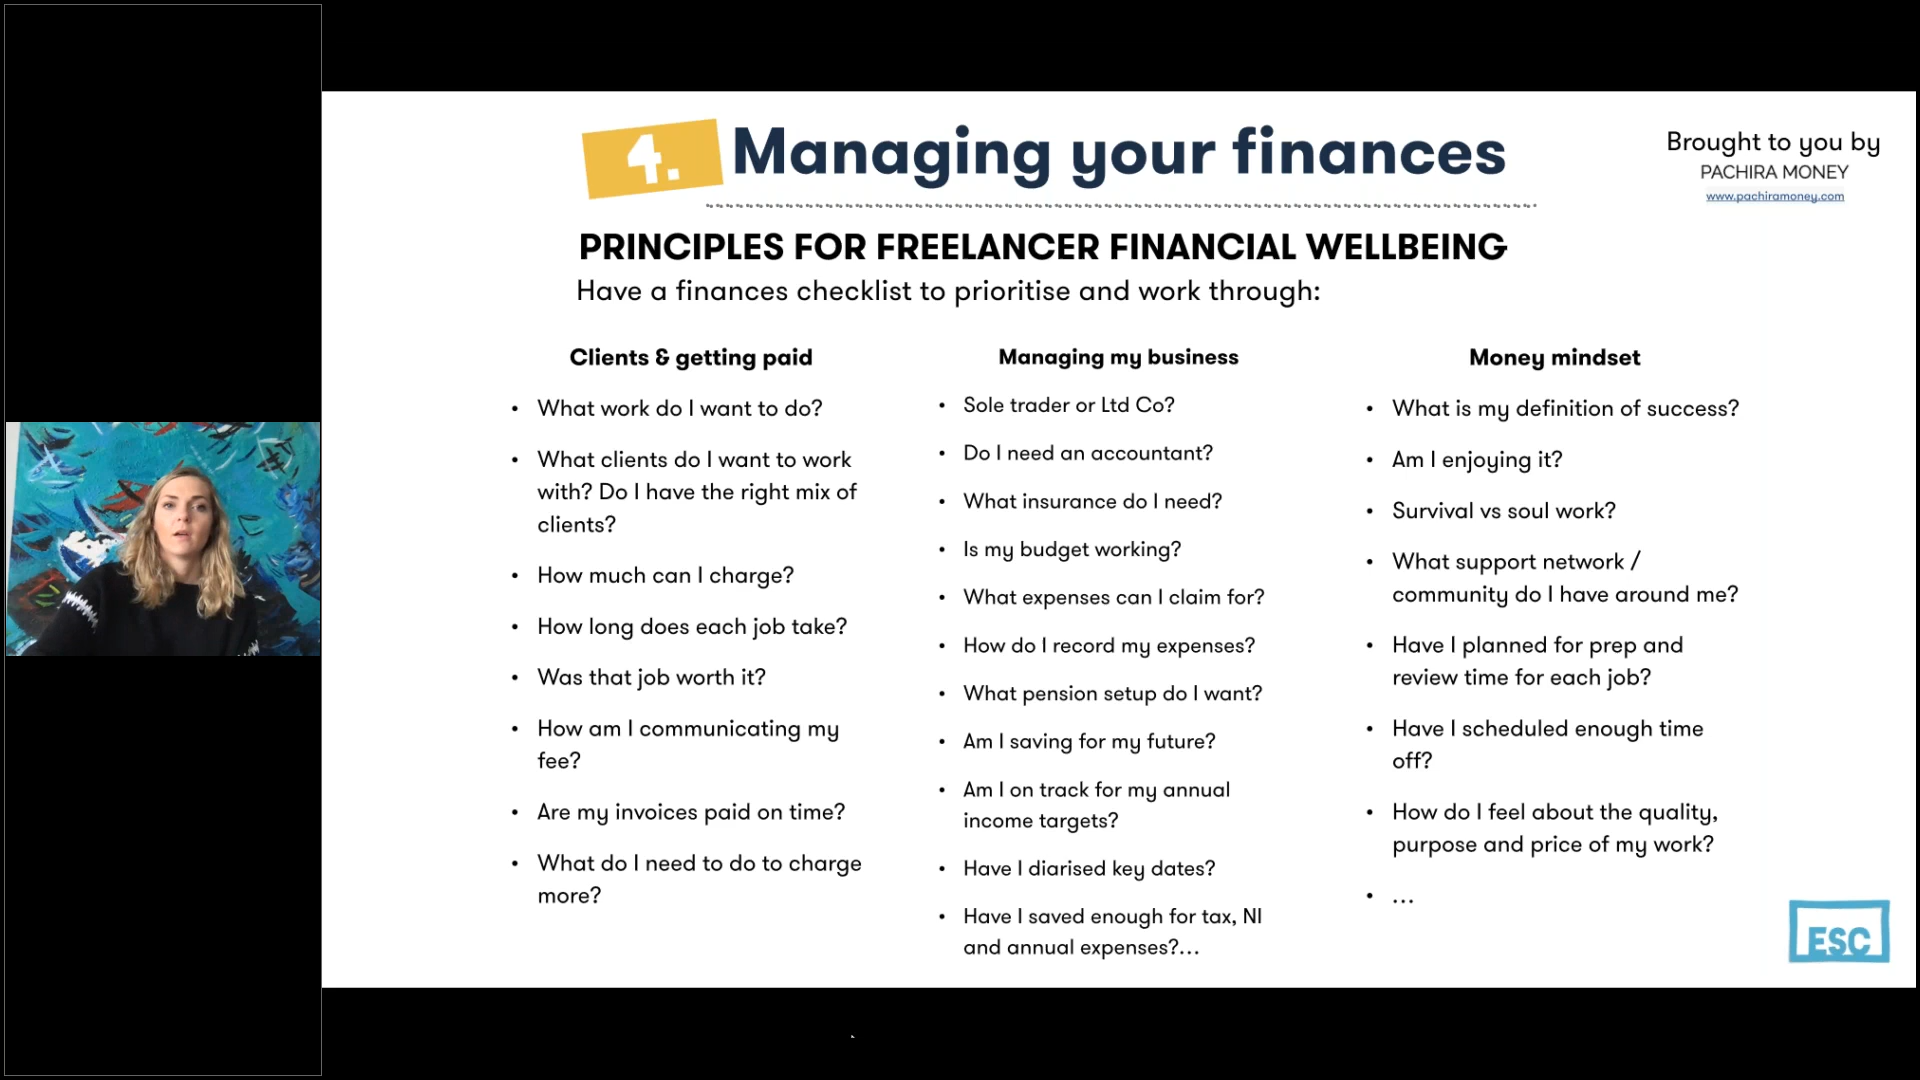 4. Managing your finances
Brought to you by
PACHIRA MONEY
www.pachiramoney.com
PRINCIPLES FOR FREELANCER FINANCIAL WELLBEING
Have a finances checklist to prioritise and work through:
Clients & getting paid
• What work do I want to do?
• What clients do I want to work
with? Do I have the right mix of
clients?
• How much can I charge?
• How long does each job take?
• Was that job worth it?
• How am I communicating my
fee?
• Are my invoices paid on time?
• What do I need to do to charge
more?
Managing my business
• Sole trader or Ltd Co?
• Do I need an accountant?
• What insurance do I need?
• Is my budget working?
• What expenses can I claim for?
• How do I record my expenses?
• What pension setup do I want?
• Am I saving for my future?
• Am I on track for my annual
income targets?
• Have I diarised key dates?
• Have I saved enough for tax, NI
and annual expenses?...
Money mindset
• What is my definition of success?
• Am I enjoying it?
• Survival vs soul work?
• What support network /
community do I have around me?
• Have I planned for prep and
review time for each job?
• Have I scheduled enough time
off?
• How do I feel about the quality,
purpose and price of my work?
• ...
ESC